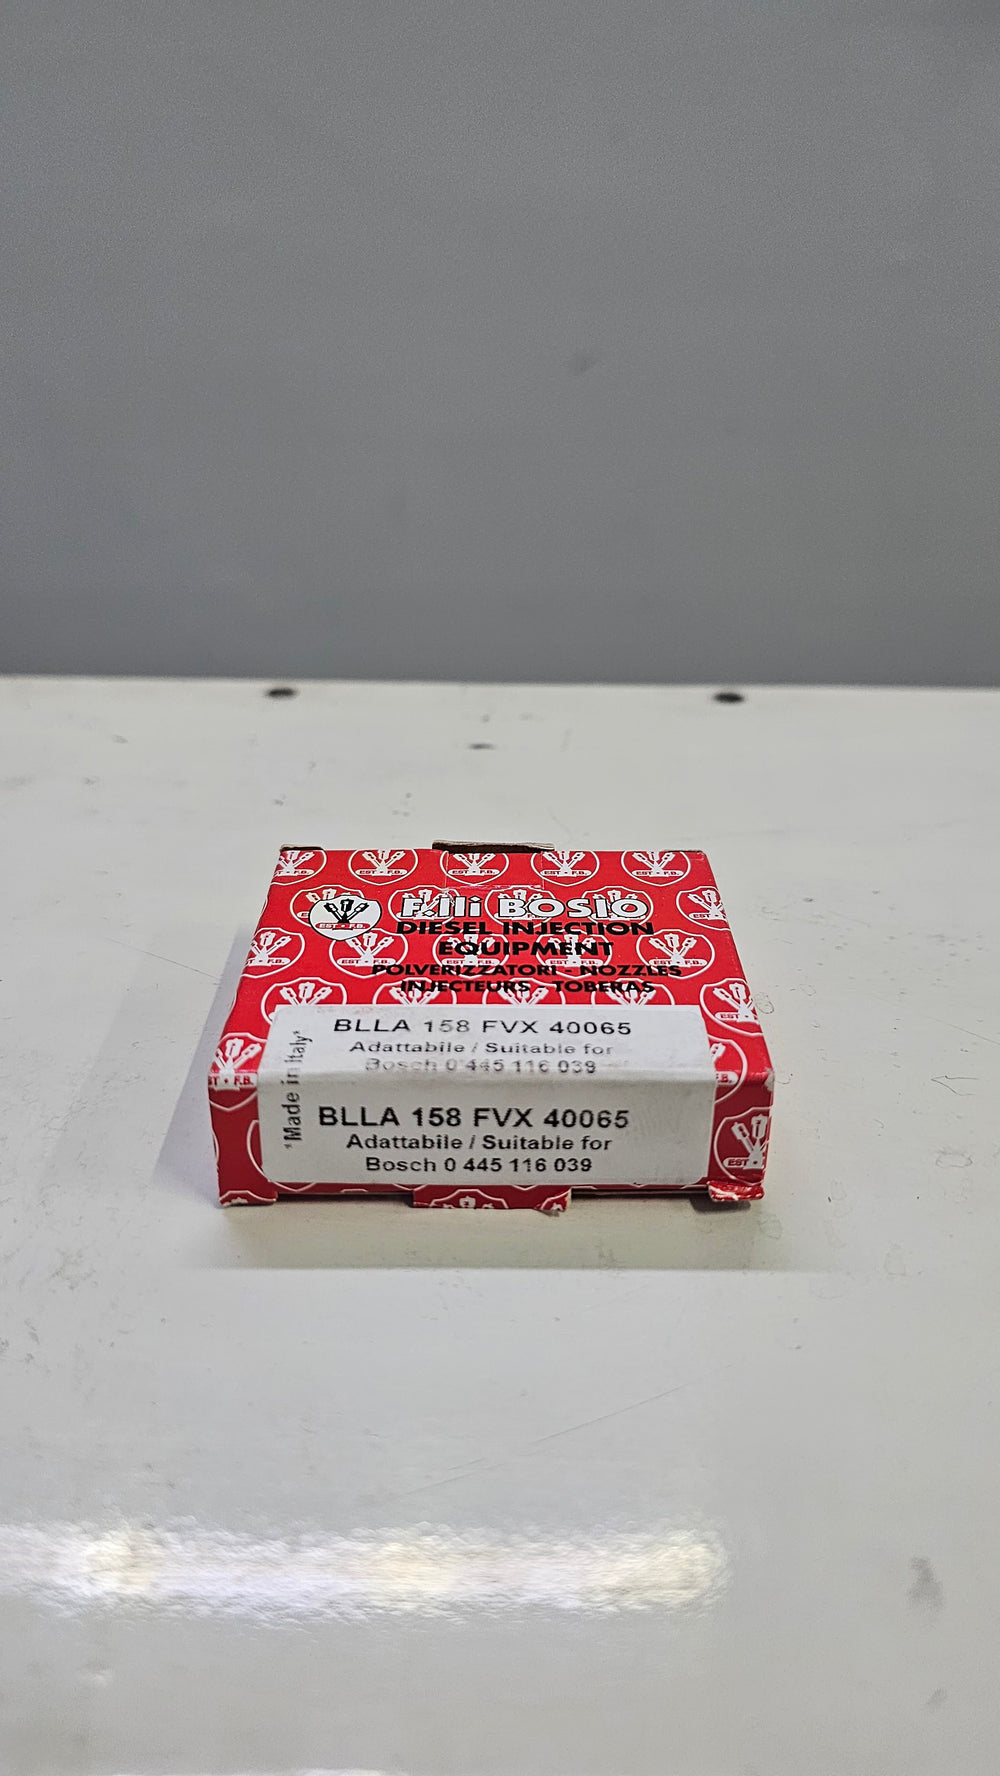 EST • F.B.
F.lli BOSIO
DIESEL INJECTION
EQUIPMENT
POLVERIZZATORI - NOZZLES
INJECTEURS - TOBERAS
"Made in Italy"
BLLA 158 FVX 40065
Adattabile / Suitable for
Bosch 0 445 116 039
BLLA 158 FVX 40065
Adattabile / Suitable for
Bosch 0 445 116 039